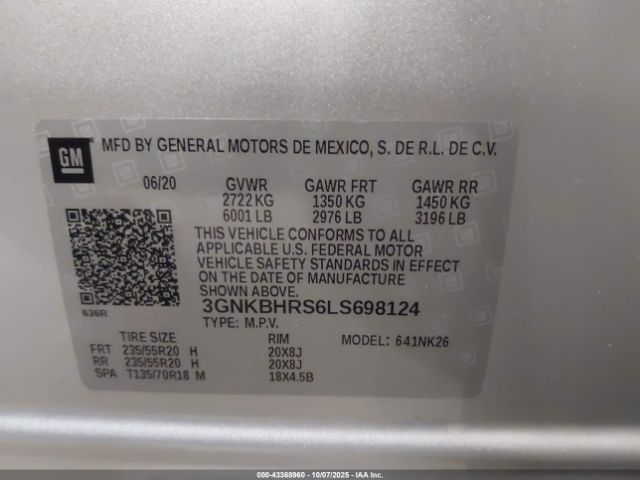 GM
MFD BY GENERAL MOTORS DE MEXICO, S. DE R.L. DE C.V.
06/20 GVWR GAWR FRT GAWR RR
2722 KG 1350 KG 1450 KG
6001 LB 2976 LB 3196 LB
THIS VEHICLE CONFORMS TO ALL
APPLICABLE U.S. FEDERAL MOTOR
VEHICLE SAFETY STANDARDS IN EFFECT
ON THE DATE OF MANUFACTURE
SHOWN ABOVE.
636R 3GNKBHRS6LS698124
TYPE: M.P.V.
TIRE SIZE RIM MODEL: 641NK26
FRT 235/55R20 H 20X8J
RR 235/55R20 H 20X8J
SPA T135/70R18 M 18X4.5B
000-43368960 - 10/07/2025 - IAA Inc.